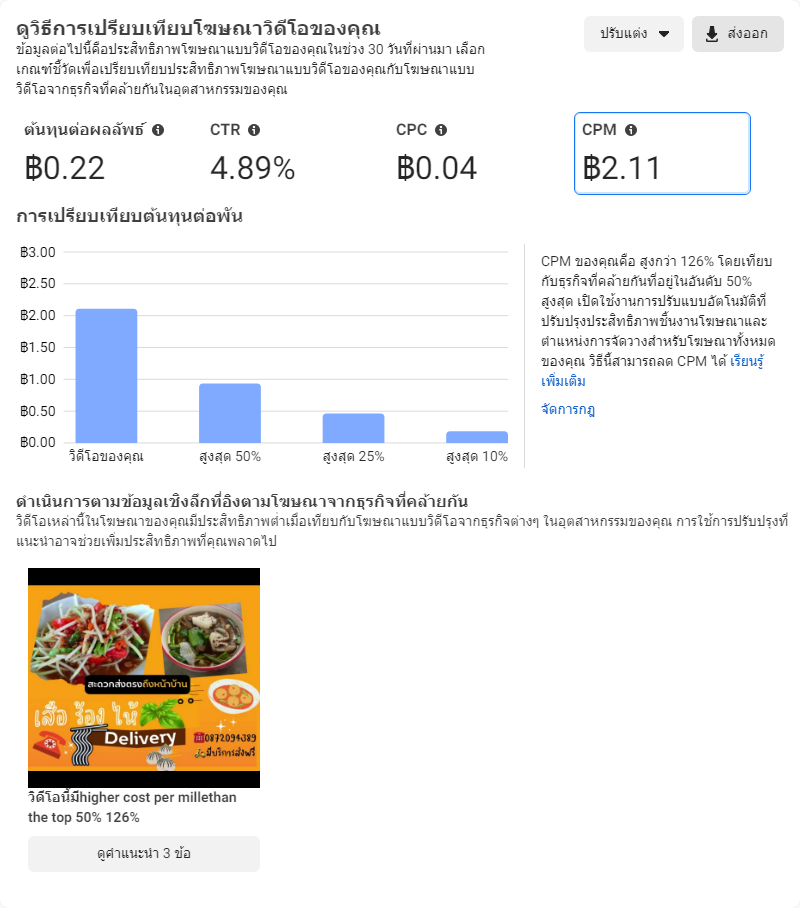 ดูวิธีการเปรียบเทียบโฆษณาวิดีโอของคุณ
ข้อมูลต่อไปนี้คือประสิทธิภาพโฆษณาแบบวิดีโอของคุณในช่วง 30 วันที่ผ่านมา เลือก
เกณฑ์ชี้วัดเพื่อเปรียบเทียบประสิทธิภาพโฆษณาแบบวิดีโอของคุณกับโฆษณาแบบ
วิดีโอจากธุรกิจที่คล้ายกันในอุตสาหกรรมของคุณ
ปรับแต่ง
ส่งออก
ต้นทุนต่อผลลัพธ์
฿0.22
CTR
4.89%
CPC
฿0.04
CPM
฿2.11
การเปรียบเทียบต้นทุนต่อพัน
฿3.00
฿2.50
฿2.00
฿1.50
฿1.00
฿0.50
฿0.00
วิดีโอของคุณ
สูงสุด 50%
สูงสุด 25%
สูงสุด 10%
CPM ของคุณคือ สูงกว่า 126% โดยเทียบ
กับธุรกิจที่คล้ายกันที่อยู่ในอันดับ 50%
สูงสุด เปิดใช้งานการปรับแบบอัตโนมัติที่
ปรับปรุงประสิทธิภาพชิ้นงานโฆษณาและ
ตำแหน่งการจัดวางสำหรับโฆษณาทั้งหมด
ของคุณ วิธีนี้สามารถลด CPM ได้ เรียนรู้
เพิ่มเติม
จัดการกฎ
ดำเนินการตามข้อมูลเชิงลึกที่อิงตามโฆษณาจากธุรกิจที่คล้ายกัน
วิดีโอเหล่านี้ในโฆษณาของคุณมีประสิทธิภาพต่ำเมื่อเทียบกับโฆษณาแบบวิดีโอจากธุรกิจต่างๆ ในอุตสาหกรรมของคุณ การใช้การปรับปรุงที่
แนะนำอาจช่วยเพิ่มประสิทธิภาพที่คุณพลาดไป
สะดวกส่งตรงถึงหน้าบ้าน
เสือ ร้อง ไห้
Delivery
0872094389
มีบริการส่งฟรี
วิดีโอนี้มีhigher cost per millethan
the top 50% 126%
ดูคำแนะนำ 3 ข้อ